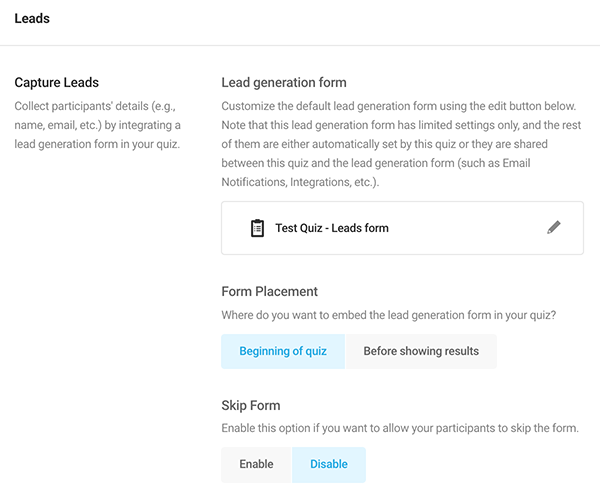 Leads
Capture Leads
Collect participants' details (e.g.,
name, email, etc.) by integrating a
lead generation form in your quiz.
Lead generation form
Customize the default lead generation form using the edit button below.
Note that this lead generation form has limited settings only, and the rest
of them are either automatically set by this quiz or they are shared
between this quiz and the lead generation form (such as Email
Notifications, Integrations, etc.).
Test Quiz - Leads form
Form Placement
Where do you want to embed the lead generation form in your quiz?
Beginning of quiz Before showing results
Skip Form
Enable this option if you want to allow your participants to skip the form.
Enable Disable